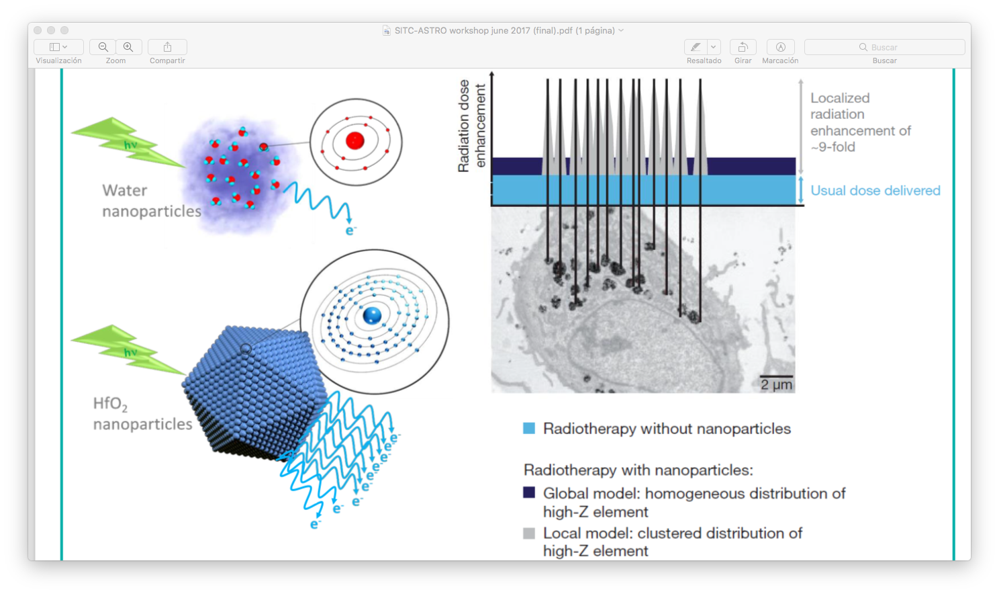 SITC-ASTRO workshop june 2017 (final).pdf (1 página)
Visualización
Zoom
Compartir
Resaltado
Girar
Marcación
Buscar
Buscar
hν
Water
nanoparticles
e-
hν
HfO2
nanoparticles
e-
e-
e-
e-
e-
e-
e-
e-
e-
Radiation dose
enhancement
Localized
radiation
enhancement of
~9-fold
Usual dose delivered
2 μm
Radiotherapy without nanoparticles
Radiotherapy with nanoparticles:
Global model: homogeneous distribution of
high-Z element
Local model: clustered distribution of
high-Z element